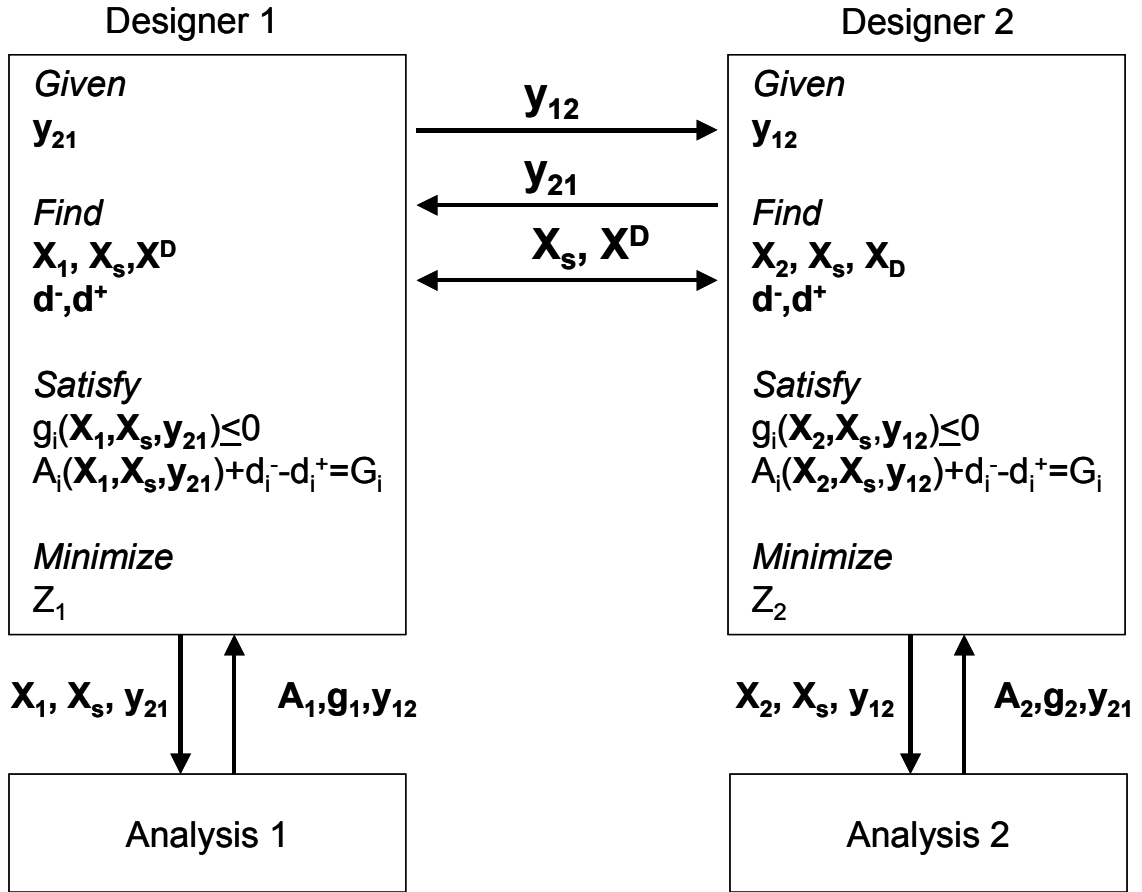 Designer 1
Given
y₂₁
Find
X₁, Xₛ,Xᴰ
d⁻,d⁺
Satisfy
gᵢ(X₁,Xₛ,y₂₁)≤0
Aᵢ(X₁,Xₛ,y₂₁)+dᵢ⁻-dᵢ⁺=Gᵢ
Minimize
Z₁
y₁₂
y₂₁
Xₛ, Xᴰ
Designer 2
Given
y₁₂
Find
X₂, Xₛ, X_D
d⁻,d⁺
Satisfy
gᵢ(X₂,Xₛ,y₁₂)≤0
Aᵢ(X₂,Xₛ,y₁₂)+dᵢ⁻-dᵢ⁺=Gᵢ
Minimize
Z₂
X₁, Xₛ, y₂₁
A₁,g₁,y₁₂
Analysis 1
X₂, Xₛ, y₁₂
A₂,g₂,y₂₁
Analysis 2